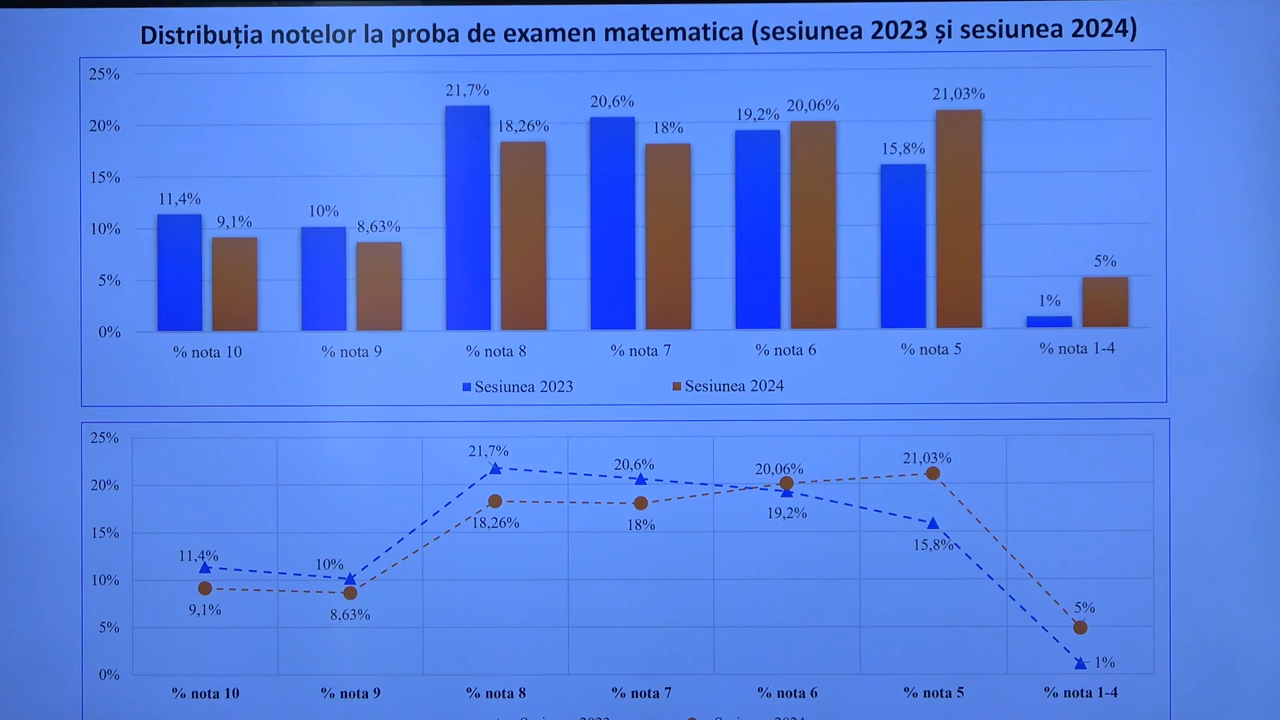 Distribuția notelor la proba de examen matematica (sesiunea 2023 și sesiunea 2024)
25%
20%
15%
10%
5%
0%
11,4%
9,1%
10%
8,63%
21,7%
18,26%
20,6%
18%
19,2%
20,06%
15,8%
21,03%
1%
5%
% nota 10
% nota 9
% nota 8
% nota 7
% nota 6
% nota 5
% nota 1-4
Sesiunea 2023
Sesiunea 2024
25%
20%
15%
10%
5%
0%
11,4%
9,1%
10%
8,63%
21,7%
18,26%
20,6%
18%
20,06%
19,2%
21,03%
15,8%
5%
1%
% nota 10
% nota 9
% nota 8
% nota 7
% nota 6
% nota 5
% nota 1-4